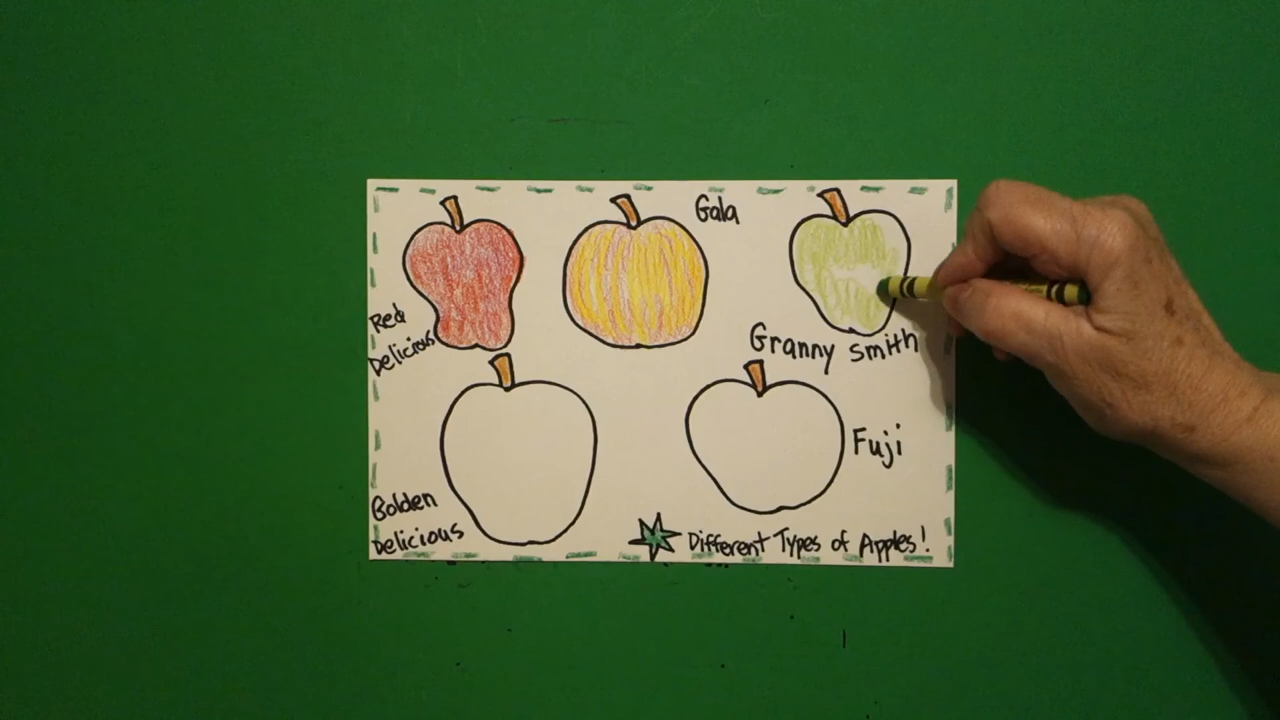 Gala
Red
Delicious
Granny Smith
Fuji
Golden
Delicious
Different Types of Apples!